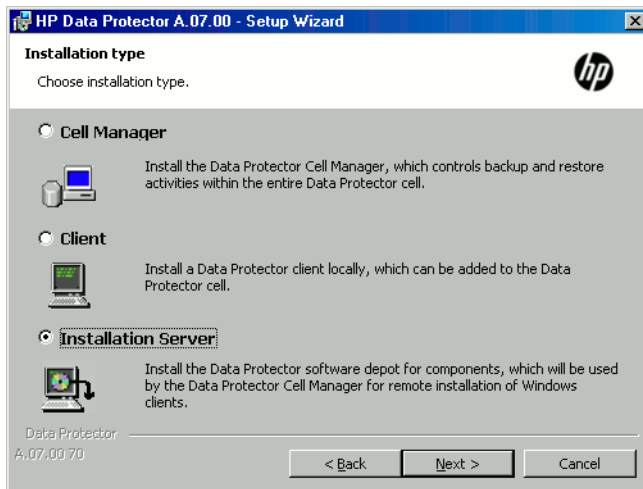 HP Data Protector A.07.00 - Setup Wizard
Installation type
Choose installation type.
hp
Cell Manager
Install the Data Protector Cell Manager, which controls backup and restore
activities within the entire Data Protector cell.
Client
Install a Data Protector client locally, which can be added to the Data
Protector cell.
Installation Server
Install the Data Protector software depot for components, which will be used
by the Data Protector Cell Manager for remote installation of Windows
clients.
Data Protector
A.07.00 70
< Back
Next >
Cancel